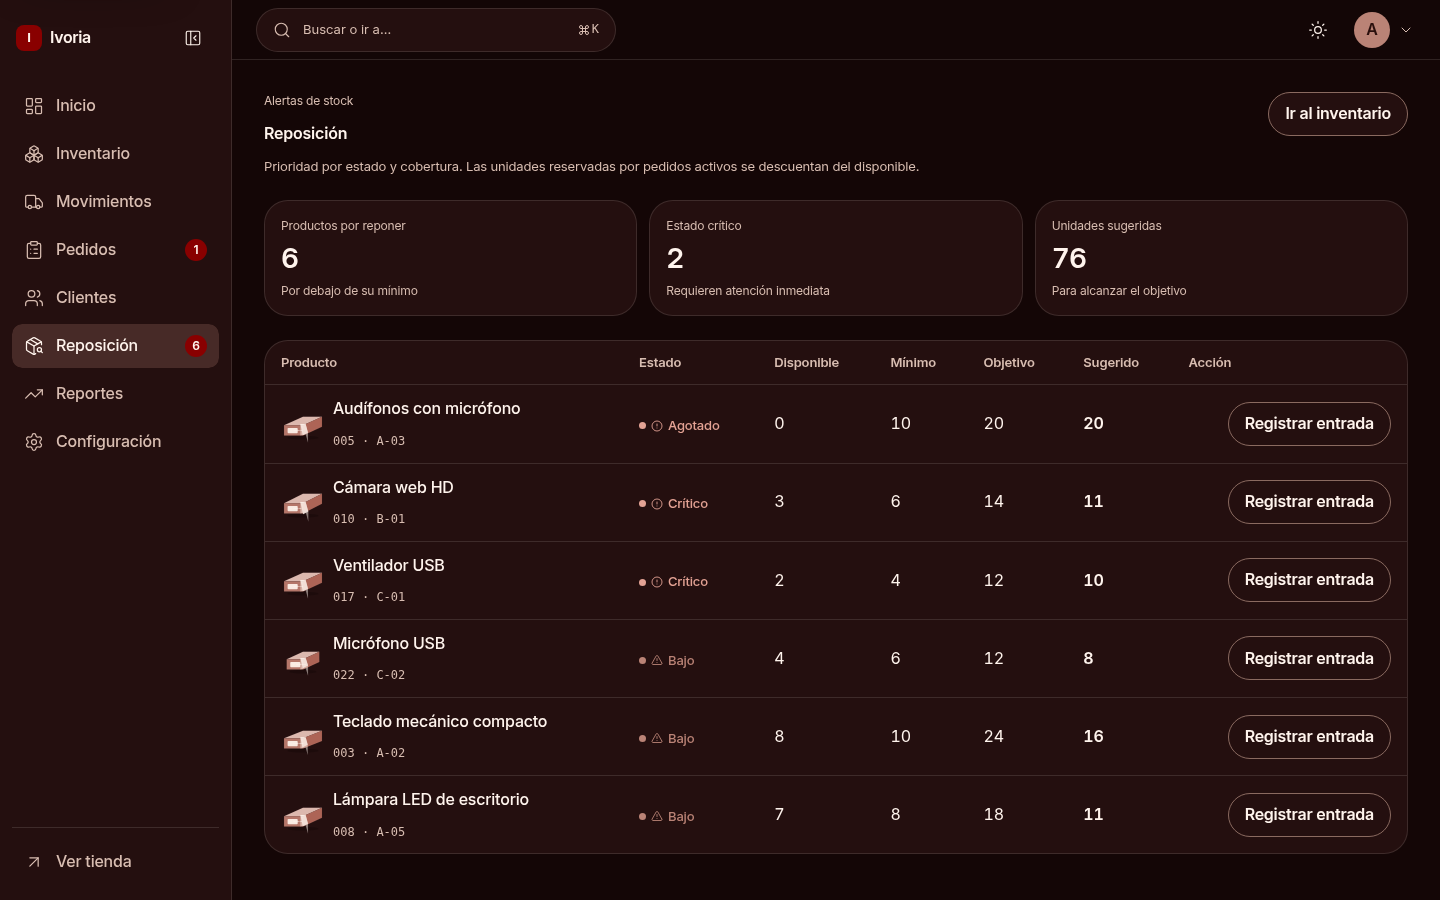 I Ivoria
Buscar o ir a... ⌘K
A
Inicio
Inventario
Movimientos
Pedidos 1
Clientes
Reposición 6
Reportes
Configuración
Ver tienda
Alertas de stock
Reposición
Prioridad por estado y cobertura. Las unidades reservadas por pedidos activos se descuentan del disponible.
Ir al inventario
Productos por reponer
6
Por debajo de su mínimo
Estado crítico
2
Requieren atención inmediata
Unidades sugeridas
76
Para alcanzar el objetivo
Producto Estado Disponible Mínimo Objetivo Sugerido Acción
Audífonos con micrófono
005 · A-03
Agotado 0 10 20 20 Registrar entrada
Cámara web HD
010 · B-01
Crítico 3 6 14 11 Registrar entrada
Ventilador USB
017 · C-01
Crítico 2 4 12 10 Registrar entrada
Micrófono USB
022 · C-02
Bajo 4 6 12 8 Registrar entrada
Teclado mecánico compacto
003 · A-02
Bajo 8 10 24 16 Registrar entrada
Lámpara LED de escritorio
008 · A-05
Bajo 7 8 18 11 Registrar entrada